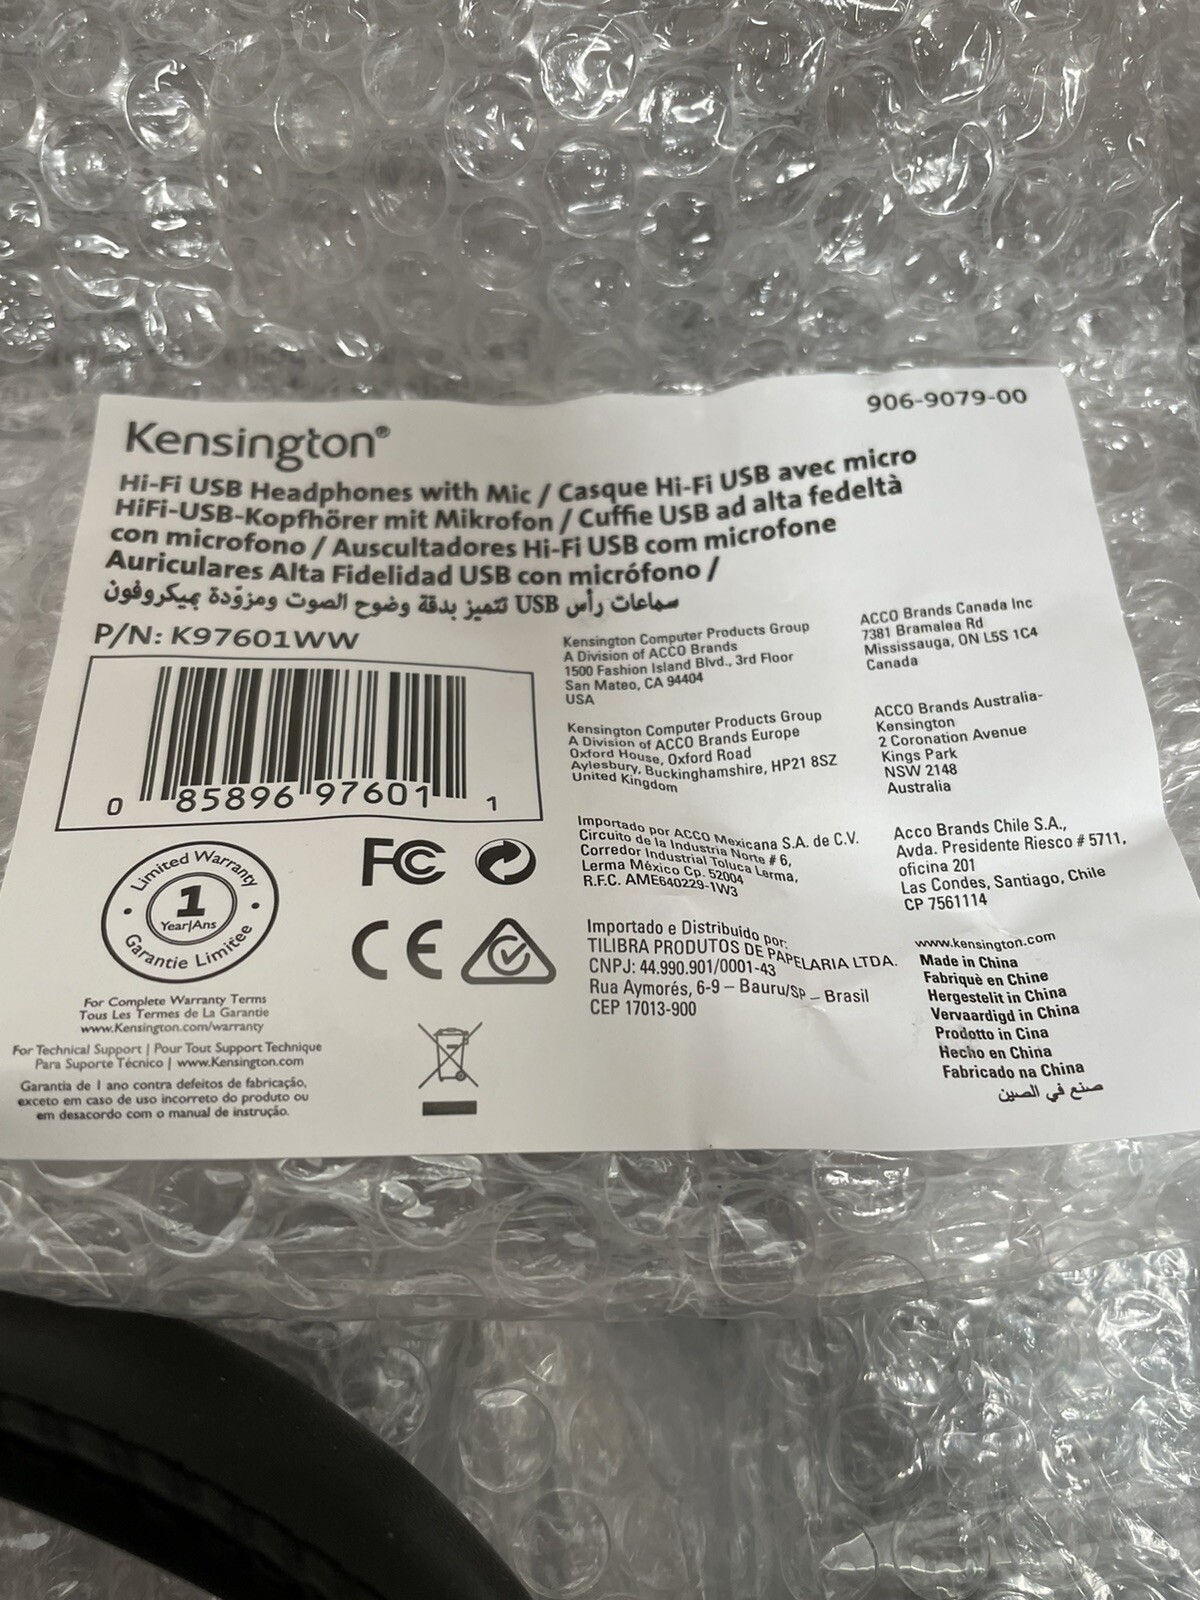 906-9079-00
Kensington®
Hi-Fi USB Headphones with Mic / Casque Hi-Fi USB avec micro
HiFi-USB-Kopfhörer mit Mikrofon / Cuffie USB ad alta fedeltà
con microfono / Auscultadores Hi-Fi USB com microfone
Auriculares Alta Fidelidad USB con micrófono /
سماعات رأس USB تتميز بدقة وضوح الصوت ومزوّدة بميكروفون
P/N: K97601WW
0 85896 97601 1
Limited Warranty
1
Year/Ans
Garantie Limitee
For Complete Warranty Terms
Tous Les Termes de La Garantie
www.Kensington.com/warranty
For Technical Support | Pour Tout Support Technique
Para Suporte Técnico | www.Kensington.com
Garantia de 1 ano contra defeitos de fabricação,
exceto em caso de uso incorreto do produto ou
em desacordo com o manual de instrução.
FC
CE
Kensington Computer Products Group
A Division of ACCO Brands
1500 Fashion Island Blvd., 3rd Floor
San Mateo, CA 94404
USA
Kensington Computer Products Group
A Division of ACCO Brands Europe
Oxford House, Oxford Road
Aylesbury, Buckinghamshire, HP21 8SZ
United Kingdom
Importado por ACCO Mexicana S.A. de C.V.
Circuito de la Industria Norte # 6,
Corredor Industrial Toluca Lerma,
Lerma México Cp. 52004
R.F.C. AME640229-1W3
Importado e Distribuido por:
TILIBRA PRODUTOS DE PAPELARIA LTDA.
CNPJ: 44.990.901/0001-43
Rua Aymorés, 6-9 – Bauru/SP – Brasil
CEP 17013-900
ACCO Brands Canada Inc
7381 Bramalea Rd
Mississauga, ON L5S 1C4
Canada
ACCO Brands Australia-
Kensington
2 Coronation Avenue
Kings Park
NSW 2148
Australia
Acco Brands Chile S.A.,
Avda. Presidente Riesco # 5711,
oficina 201
Las Condes, Santiago, Chile
CP 7561114
www.kensington.com
Made in China
Fabriquè en Chine
Hergestelit in China
Vervaardigd in China
Prodotto in Cina
Hecho en China
Fabricado na China
صنع في الصين